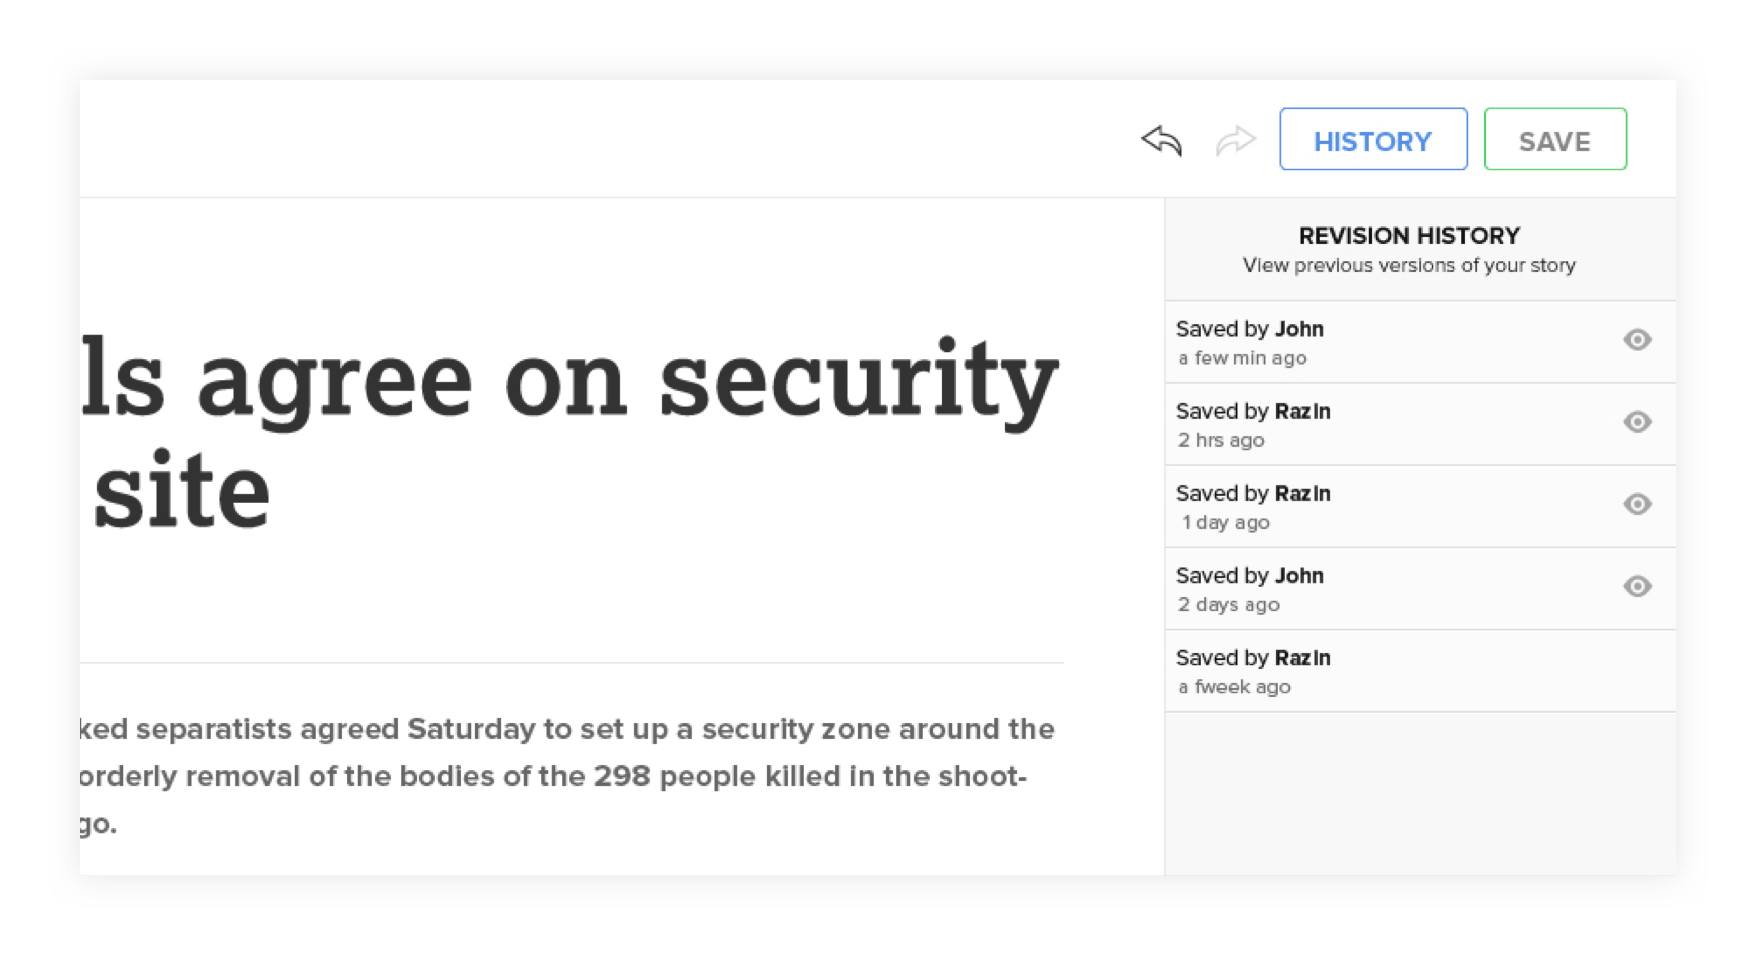 HISTORY
SAVE
REVISION HISTORY
View previous versions of your story
ls agree on security
site
ked separatists agreed Saturday to set up a security zone around the
orderly removal of the bodies of the 298 people killed in the shoot-
go.
Saved by John
a few min ago
Saved by Razin
2 hrs ago
Saved by Razin
1 day ago
Saved by John
2 days ago
Saved by Razin
a fweek ago